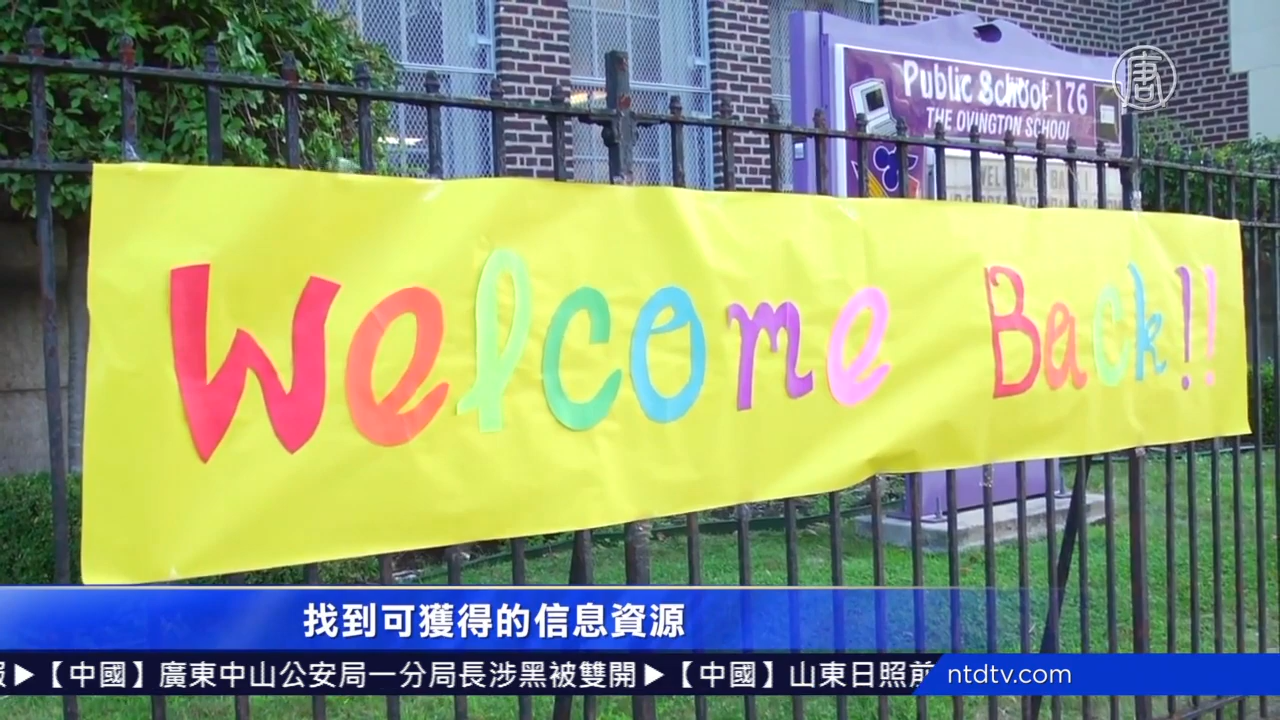 唐
Public School 176
THE OVINGTON SCHOOL
Welcome Back!!
找到可獲得的信息資源
▶【中國】廣東中山公安局一分局長涉黑被雙開▶【中國】山東日照前
ntdtv.com